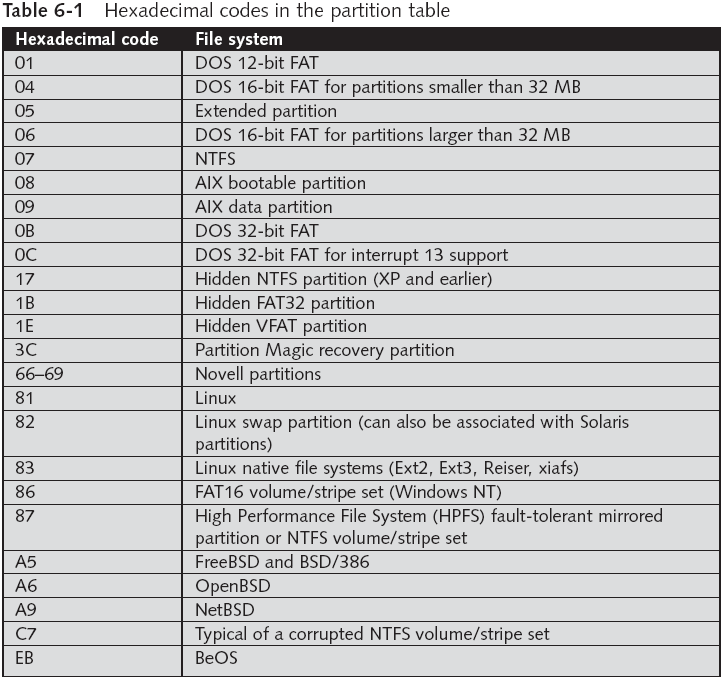 Table 6-1 Hexadecimal codes in the partition table
Hexadecimal code File system
01 DOS 12-bit FAT
04 DOS 16-bit FAT for partitions smaller than 32 MB
05 Extended partition
06 DOS 16-bit FAT for partitions larger than 32 MB
07 NTFS
08 AIX bootable partition
09 AIX data partition
0B DOS 32-bit FAT
0C DOS 32-bit FAT for interrupt 13 support
17 Hidden NTFS partition (XP and earlier)
1B Hidden FAT32 partition
1E Hidden VFAT partition
3C Partition Magic recovery partition
66–69 Novell partitions
81 Linux
82 Linux swap partition (can also be associated with Solaris
partitions)
83 Linux native file systems (Ext2, Ext3, Reiser, xiafs)
86 FAT16 volume/stripe set (Windows NT)
87 High Performance File System (HPFS) fault-tolerant mirrored
partition or NTFS volume/stripe set
A5 FreeBSD and BSD/386
A6 OpenBSD
A9 NetBSD
C7 Typical of a corrupted NTFS volume/stripe set
EB BeOS